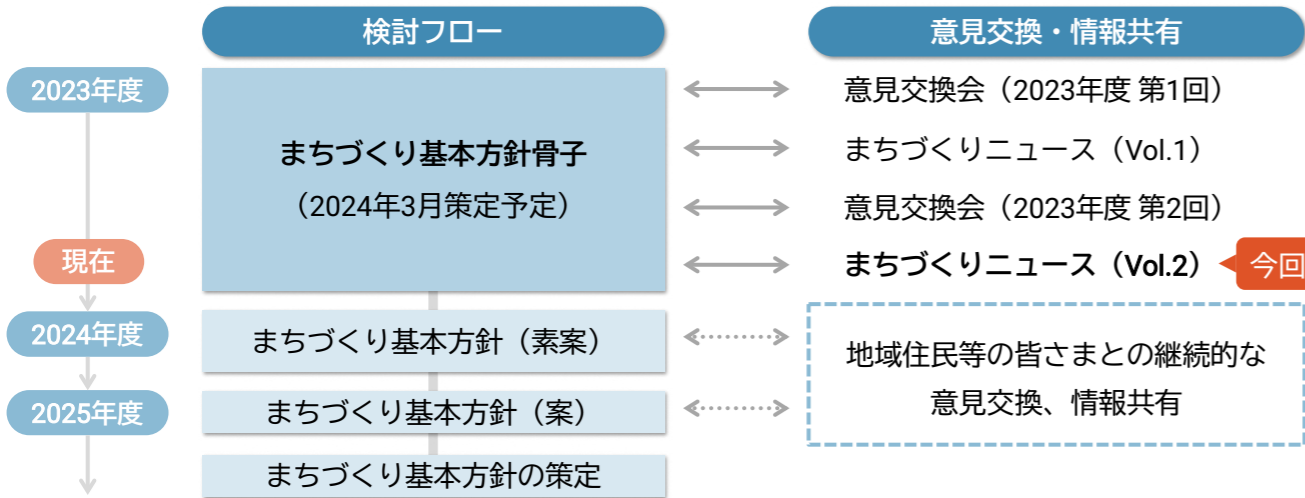 検討フロー
意見交換・情報共有
2023年度
まちづくり基本方針骨子
（2024年3月策定予定）
意見交換会（2023年度 第1回）
まちづくりニュース（Vol.1）
意見交換会（2023年度 第2回）
現在
まちづくりニュース（Vol.2）
今回
2024年度
まちづくり基本方針（素案）
地域住民等の皆さまとの継続的な
意見交換、情報共有
2025年度
まちづくり基本方針（案）
まちづくり基本方針の策定